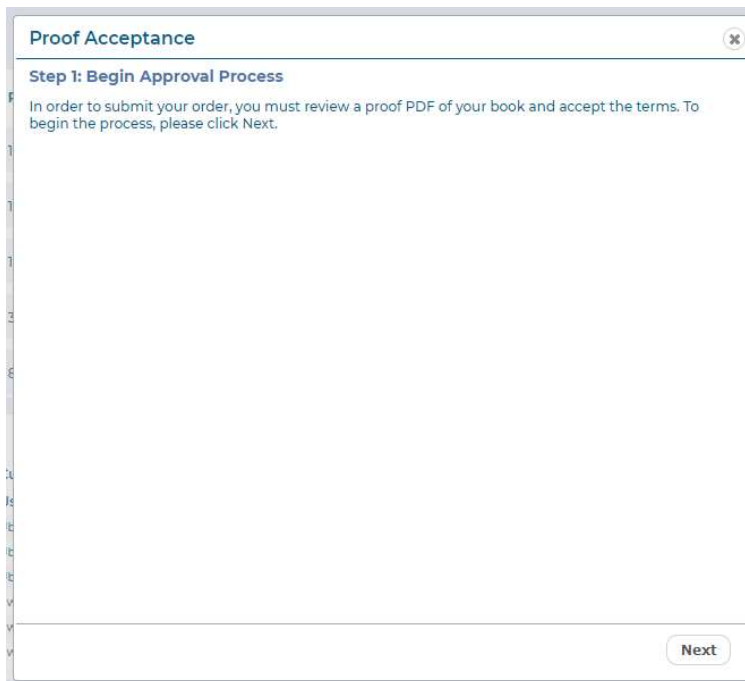 Proof Acceptance
Step 1: Begin Approval Process
In order to submit your order, you must review a proof PDF of your book and accept the terms. To
begin the process, please click Next.
Next